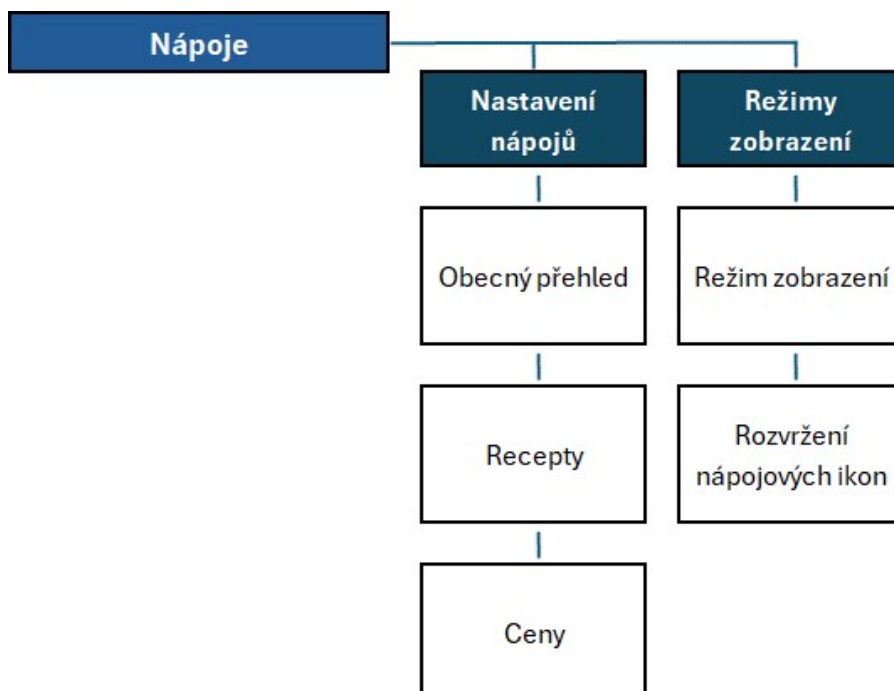 Nápoje
Nastavení
nápojů
Režimy
zobrazení
Obecný přehled
Režim zobrazení
Recepty
Rozvržení
nápojových ikon
Ceny